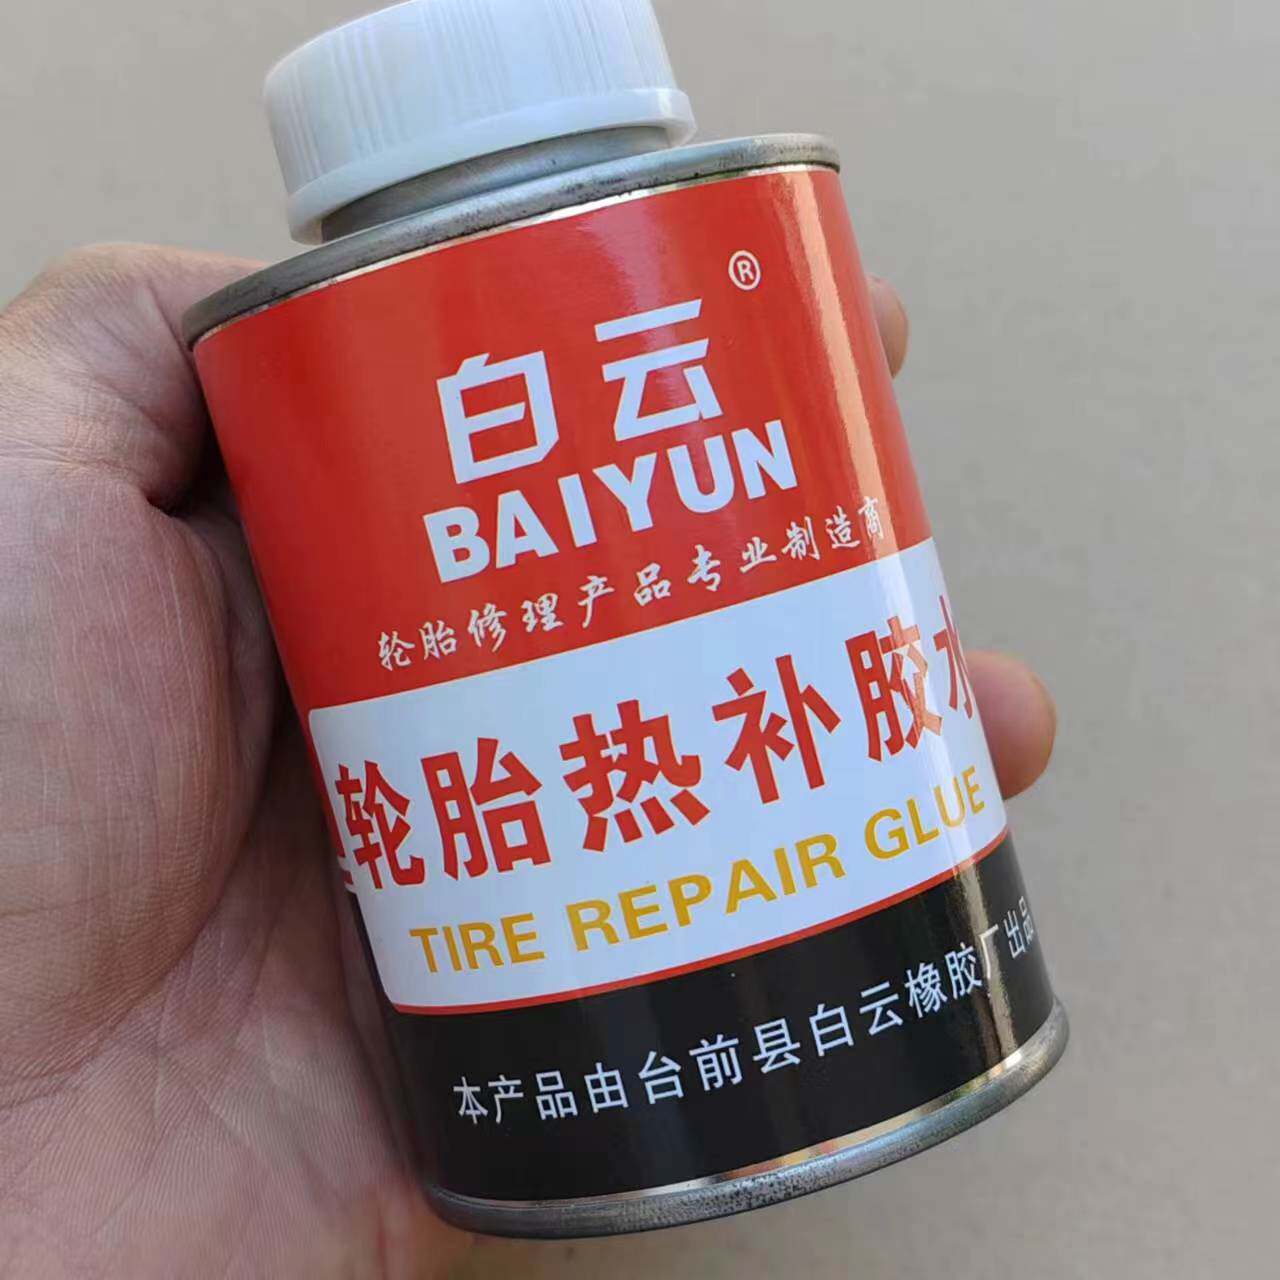 ®
白云
BAIYUN
轮胎修理产品专业制造商
轮胎热补胶水
TIRE REPAIR GLUE
本产品由台前县白云橡胶厂出品